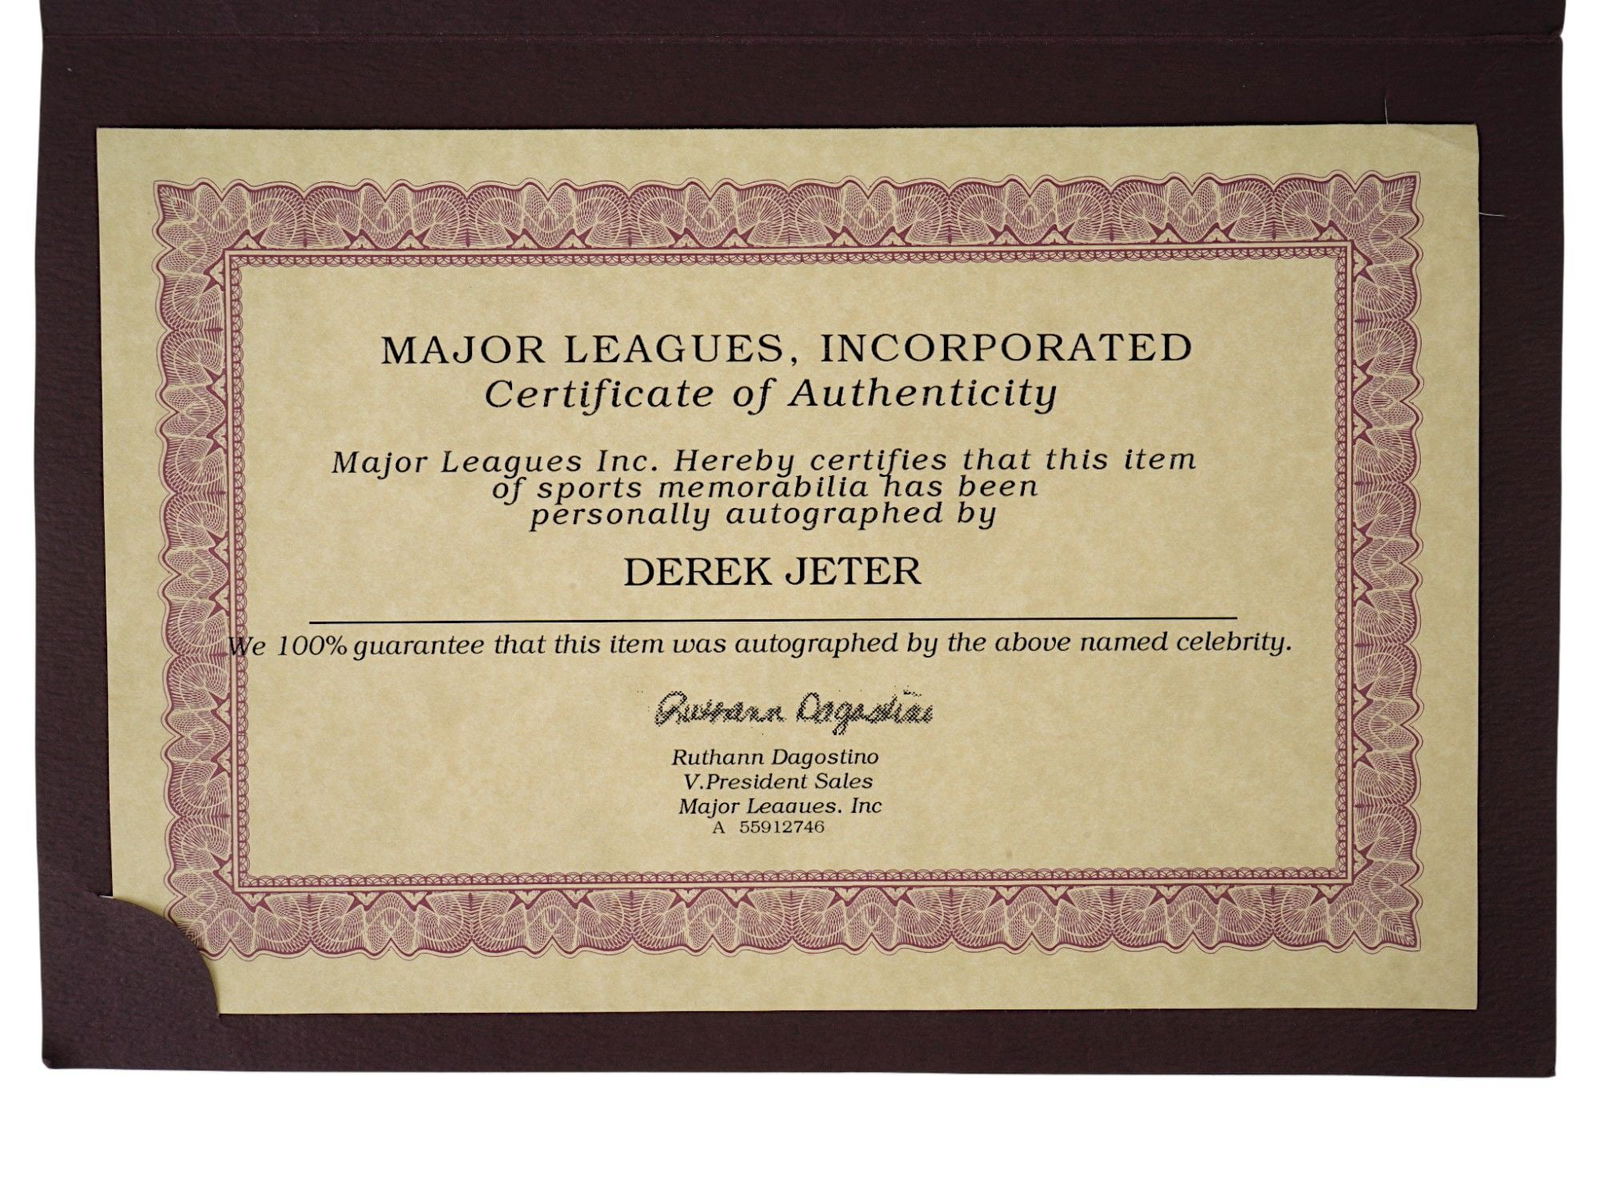 MAJOR LEAGUES, INCORPORATED
Certificate of Authenticity
Major Leagues Inc. Hereby certifies that this item
of sports memorabilia has been
personally autographed by
DEREK JETER
We 100% guarantee that this item was autographed by the above named celebrity.
Ruthann Dagostino
Ruthann Dagostino
V.President Sales
Major Leagues. Inc
A 55912746